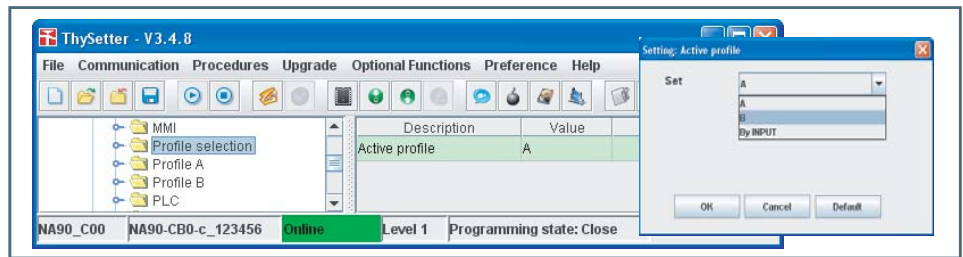 ThySetter - V3.4.8
File Communication Procedures Upgrade Optional Functions Preference Help
MMI
Profile selection
Profile A
Profile B
PLC
Description Value
Active profile A
NA90_C00 NA90-CB0-c_123456 Online Level 1 Programming state: Close
Setting: Active profile
Set A
A
B
By INPUT
OK Cancel Default